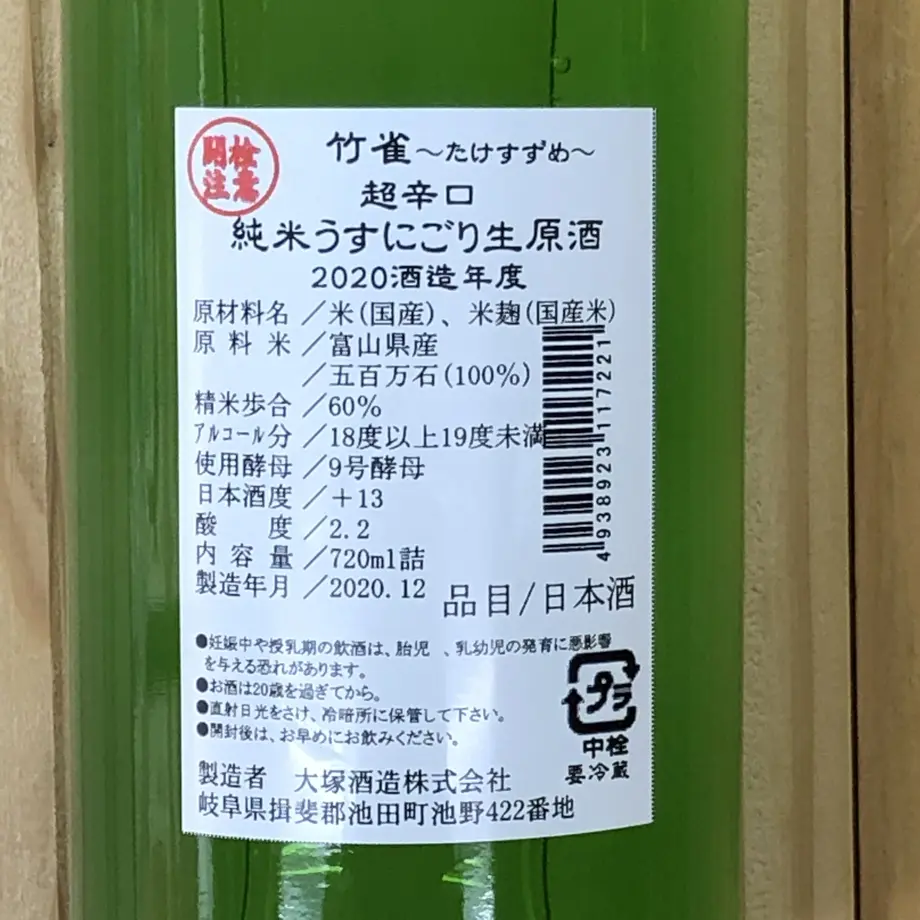 開栓
注意
竹雀~たけすずめ~
超辛口
純米うすにごり生原酒
2020酒造年度
原材料名／米(国産)、米麹(国産米)
原料米／富山県産
／五百万石(100%)
精米歩合／60%
アルコール分／18度以上19度未満
使用酵母／9号酵母
日本酒度／＋13
酸度／2.2
内容量／720ml詰
製造年月／2020.12
4938923117221
品目/日本酒
●妊娠中や授乳期の飲酒は、胎児 、乳幼児の発育に悪影響
を与える恐れがあります。
●お酒は20歳を過ぎてから。
●直射日光をさけ、冷暗所に保管して下さい。
●開封後は、お早めにお飲みください。
プラ
中栓
要冷蔵
製造者 大塚酒造株式会社
岐阜県揖斐郡池田町池野422番地